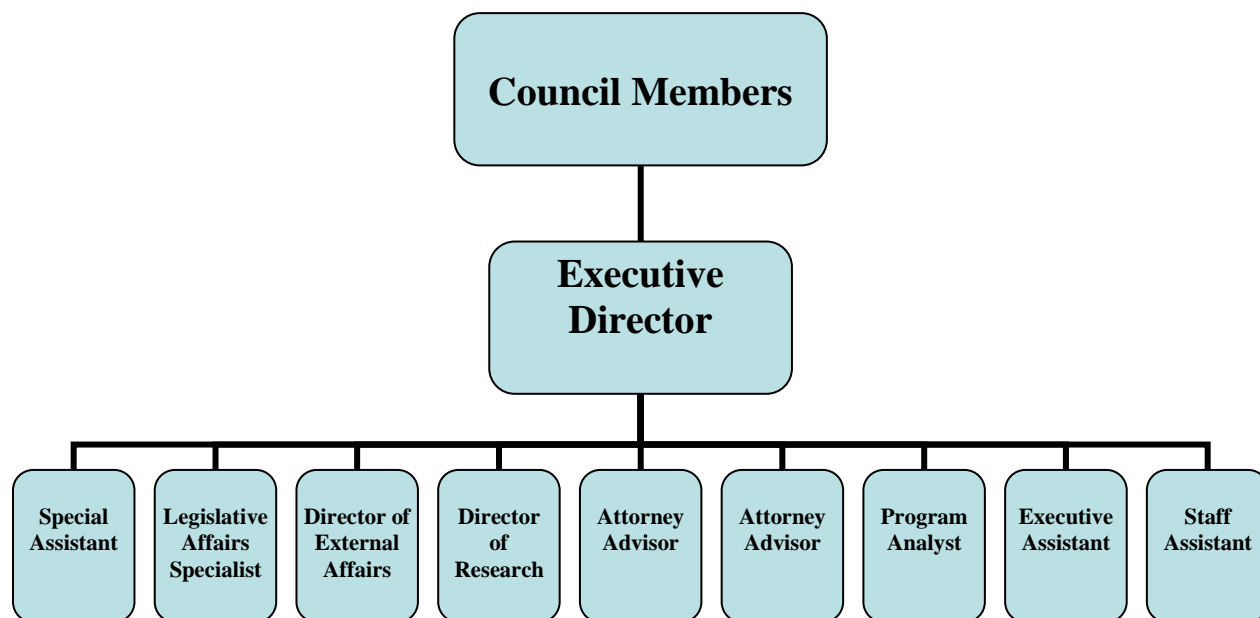 Council Members
Executive
Director
Special
Assistant
Legislative
Affairs
Specialist
Director of
External
Affairs
Director
of
Research
Attorney
Advisor
Attorney
Advisor
Program
Analyst
Executive
Assistant
Staff
Assistant